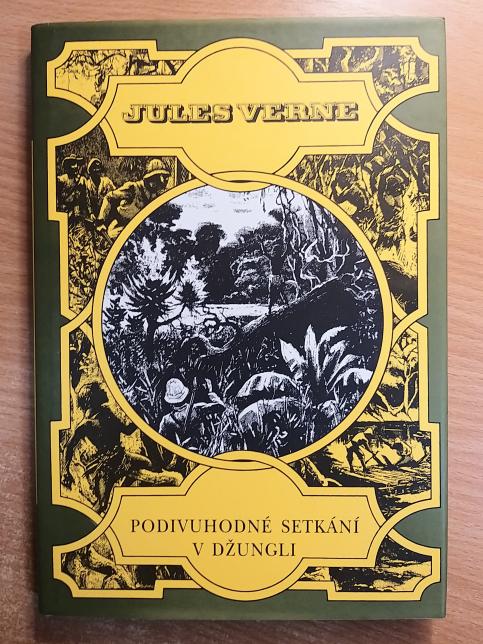 JULES VERNE
PODIVUHODNÉ SETKÁNÍ
V DŽUNGLI